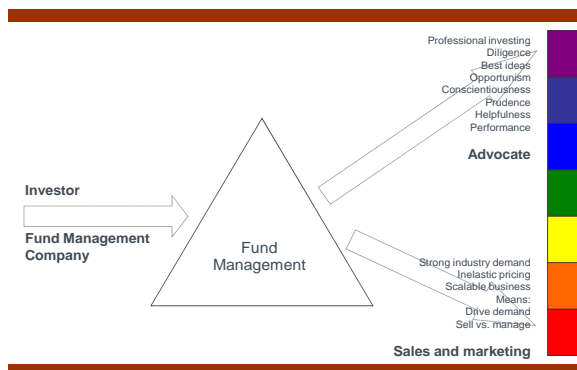 Professional investing
Diligence
Best ideas
Opportunism
Conscientiousness
Prudence
Helpfulness
Performance
Advocate
Investor
Fund Management
Company
Fund
Management
Strong industry demand
Inelastic pricing
Scalable business
Means:
Drive demand
Sell vs. manage
Sales and marketing